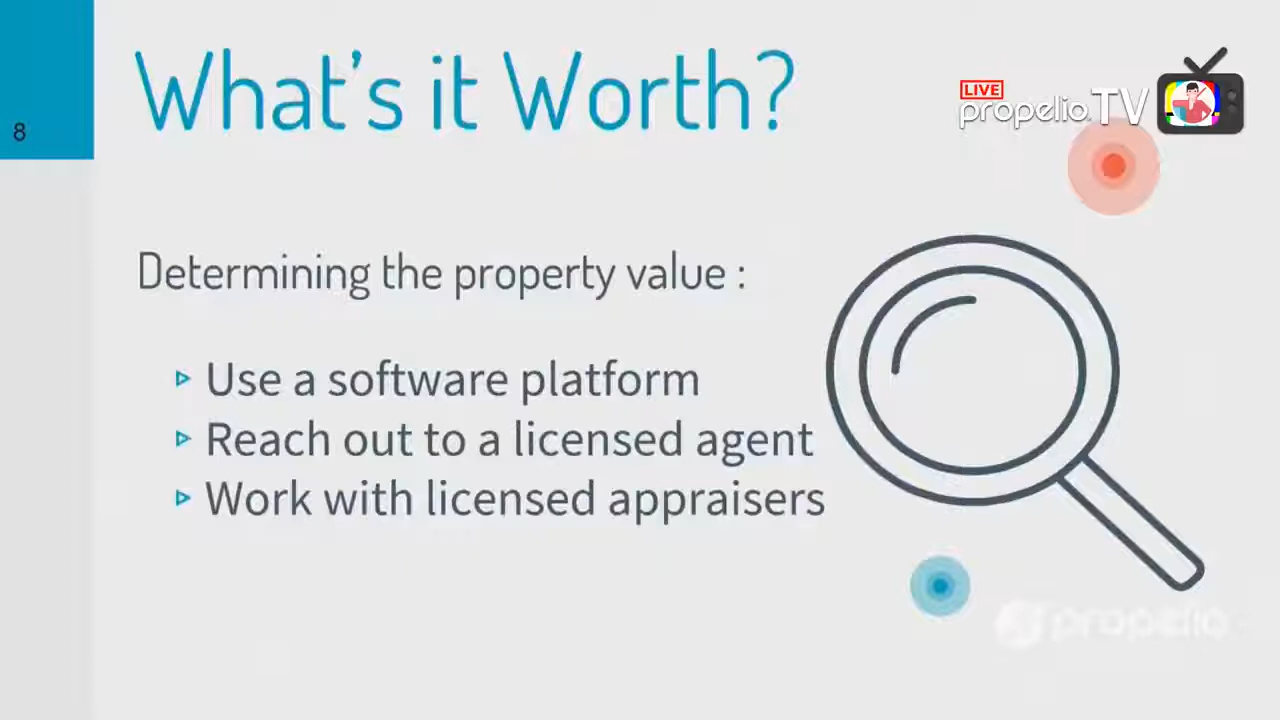 What's it Worth?
8
LIVE
propelio TV
Determining the property value :
Use a software platform
Reach out to a licensed agent
Work with licensed appraisers
propelio